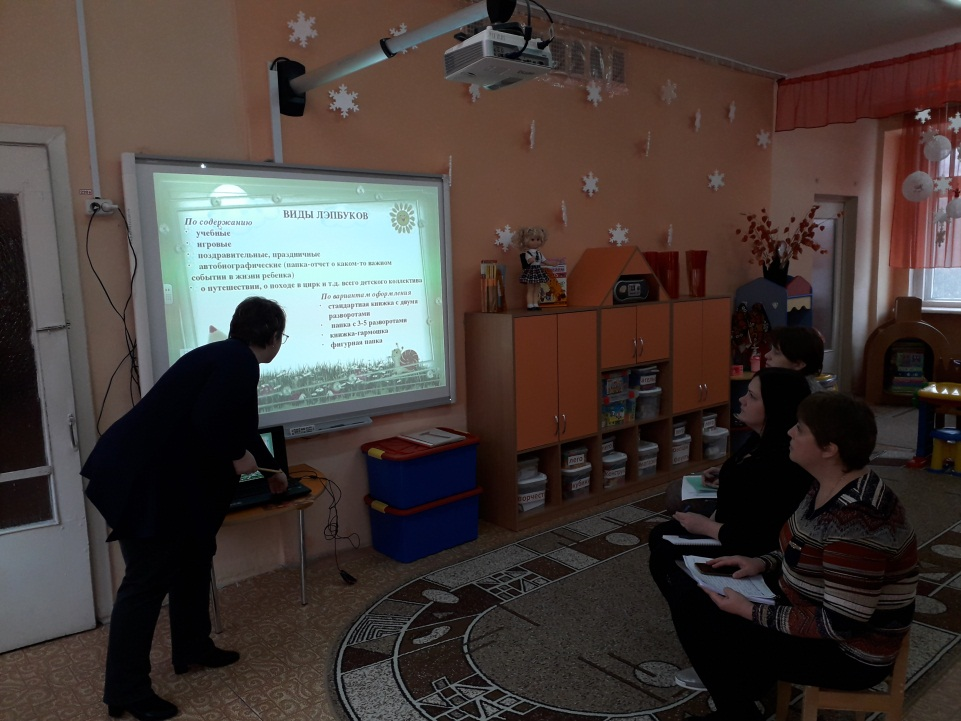 ВИДЫ ЛЭПБУКОВ
По содержанию
· учебные
· игровые
· поздравительные, праздничные
· автобиографические (папка-отчет о каком-то важном
событии в жизни ребенка)
· о путешествии, о походе в цирк и т.д. всего детского коллектива
По вариантам оформления
· стандартная книжка с двумя
разворотами
· папка с 3-5 разворотами
· книжка-гармошка
· фигурная папка
лего